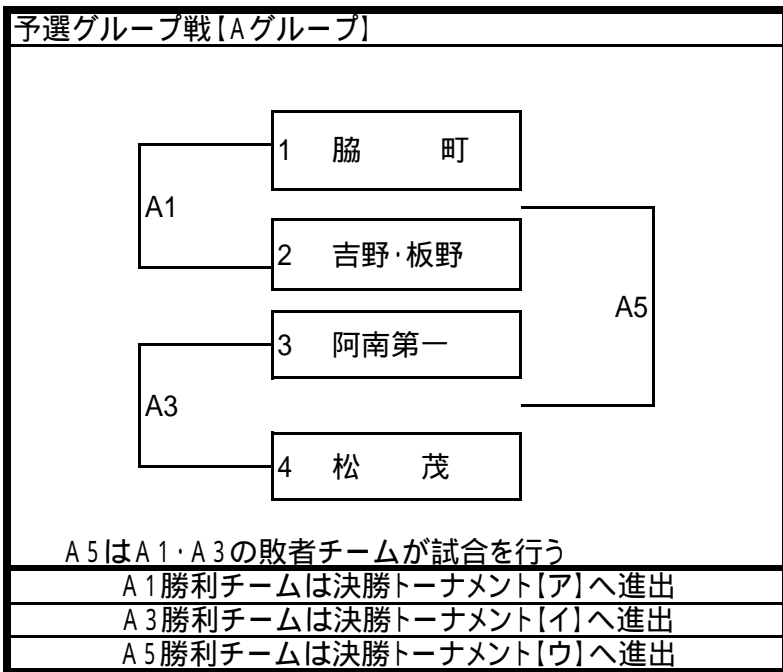 予選グループ戦【Aグループ】
1 脇 町
A1
2 吉野・板野
A5
3 阿南第一
A3
4 松 茂
A5はA1・A3の敗者チームが試合を行う
A1勝利チームは決勝トーナメント【ア】へ進出
A3勝利チームは決勝トーナメント【イ】へ進出
A5勝利チームは決勝トーナメント【ウ】へ進出